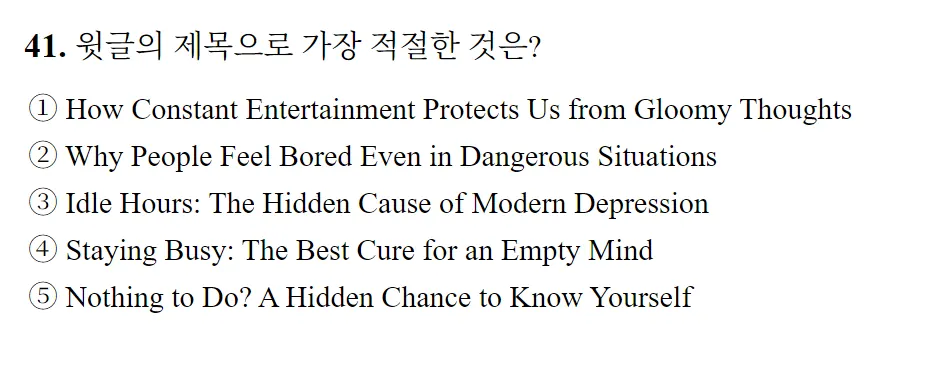 41. 윗글의 제목으로 가장 적절한 것은?
① How Constant Entertainment Protects Us from Gloomy Thoughts
② Why People Feel Bored Even in Dangerous Situations
③ Idle Hours: The Hidden Cause of Modern Depression
④ Staying Busy: The Best Cure for an Empty Mind
⑤ Nothing to Do? A Hidden Chance to Know Yourself